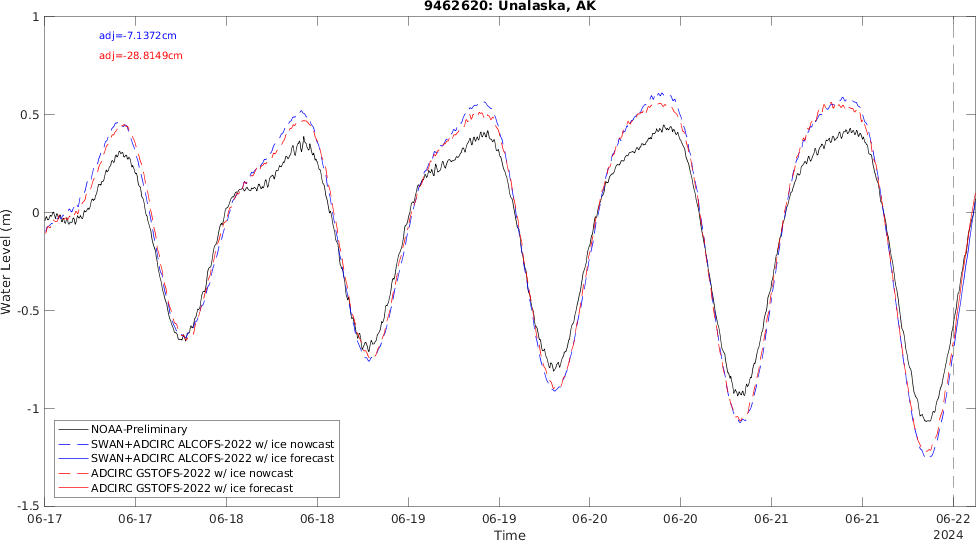 9462620: Unalaska, AK
adj=-7.1372cm
adj=-28.8149cm
1
0.5
0
-0.5
-1
-1.5
Water Level (m)
NOAA-Preliminary
SWAN+ADCIRC ALCOFS-2022 w/ ice nowcast
SWAN+ADCIRC ALCOFS-2022 w/ ice forecast
ADCIRC GSTOFS-2022 w/ ice nowcast
ADCIRC GSTOFS-2022 w/ ice forecast
06-17 06-17 06-18 06-18 06-19 06-19 06-20 06-20 06-21 06-21 06-22
2024
Time